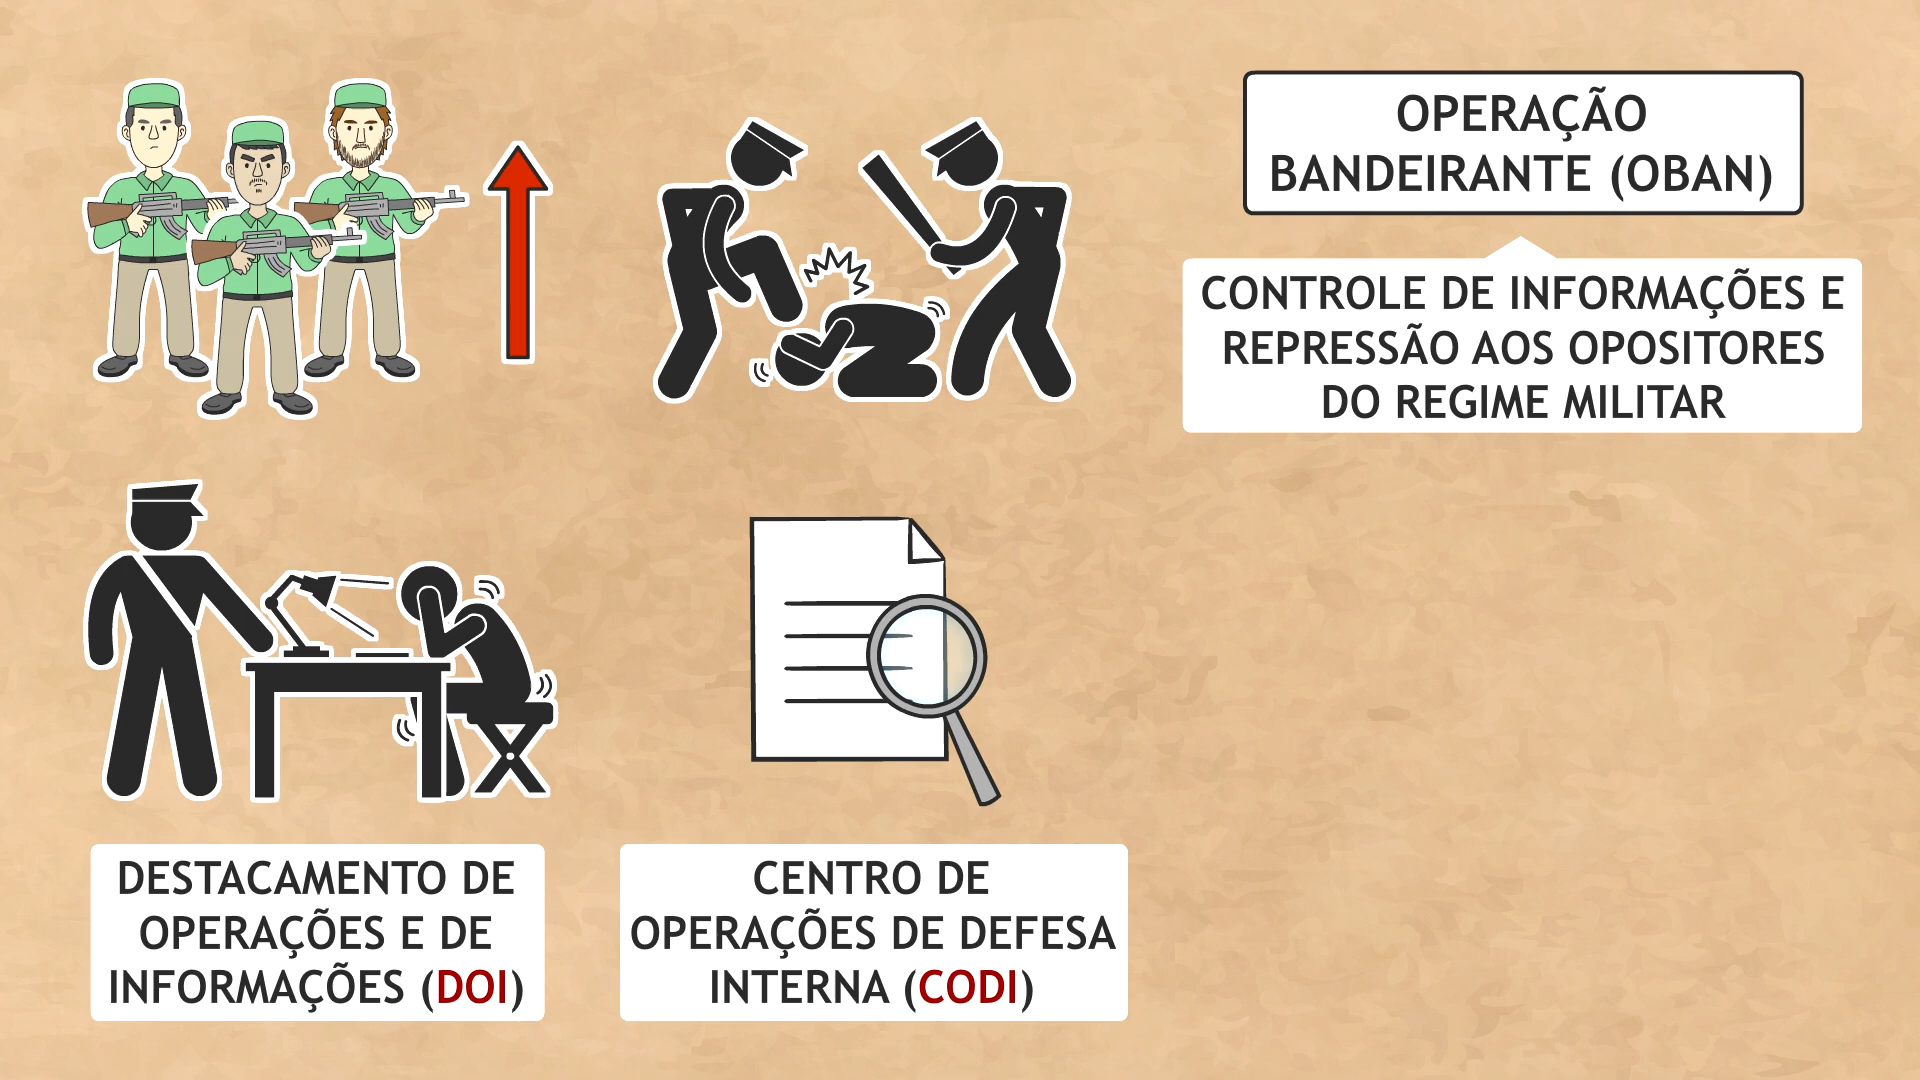 OPERAÇÃO
BANDEIRANTE (OBAN)
CONTROLE DE INFORMAÇÕES E
REPRESSÃO AOS OPOSITORES
DO REGIME MILITAR
DESTACAMENTO DE
OPERAÇÕES E DE
INFORMAÇÕES (DOI)
CENTRO DE
OPERAÇÕES DE DEFESA
INTERNA (CODI)